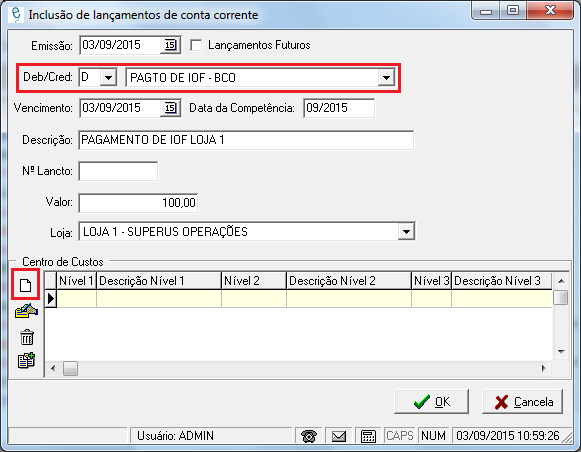 Inclusão de lançamentos de conta corrente
Emissão: 03/09/2015 15 Lançamentos Futuros
Deb/Cred: D PAGTO DE IOF - BCO
Vencimento: 03/09/2015 15 Data da Competência: 09/2015
Descrição: PAGAMENTO DE IOF LOJA 1
Nº Lancto:
Valor: 100,00
Loja: LOJA 1 - SUPERUS OPERAÇÕES
Centro de Custos
Nível 1 Descrição Nível 1 Nível 2 Descrição Nível 2 Nível 3 Descrição Nível 3
OK Cancela
Usuário: ADMIN CAPS NUM 03/09/2015 10:59:26